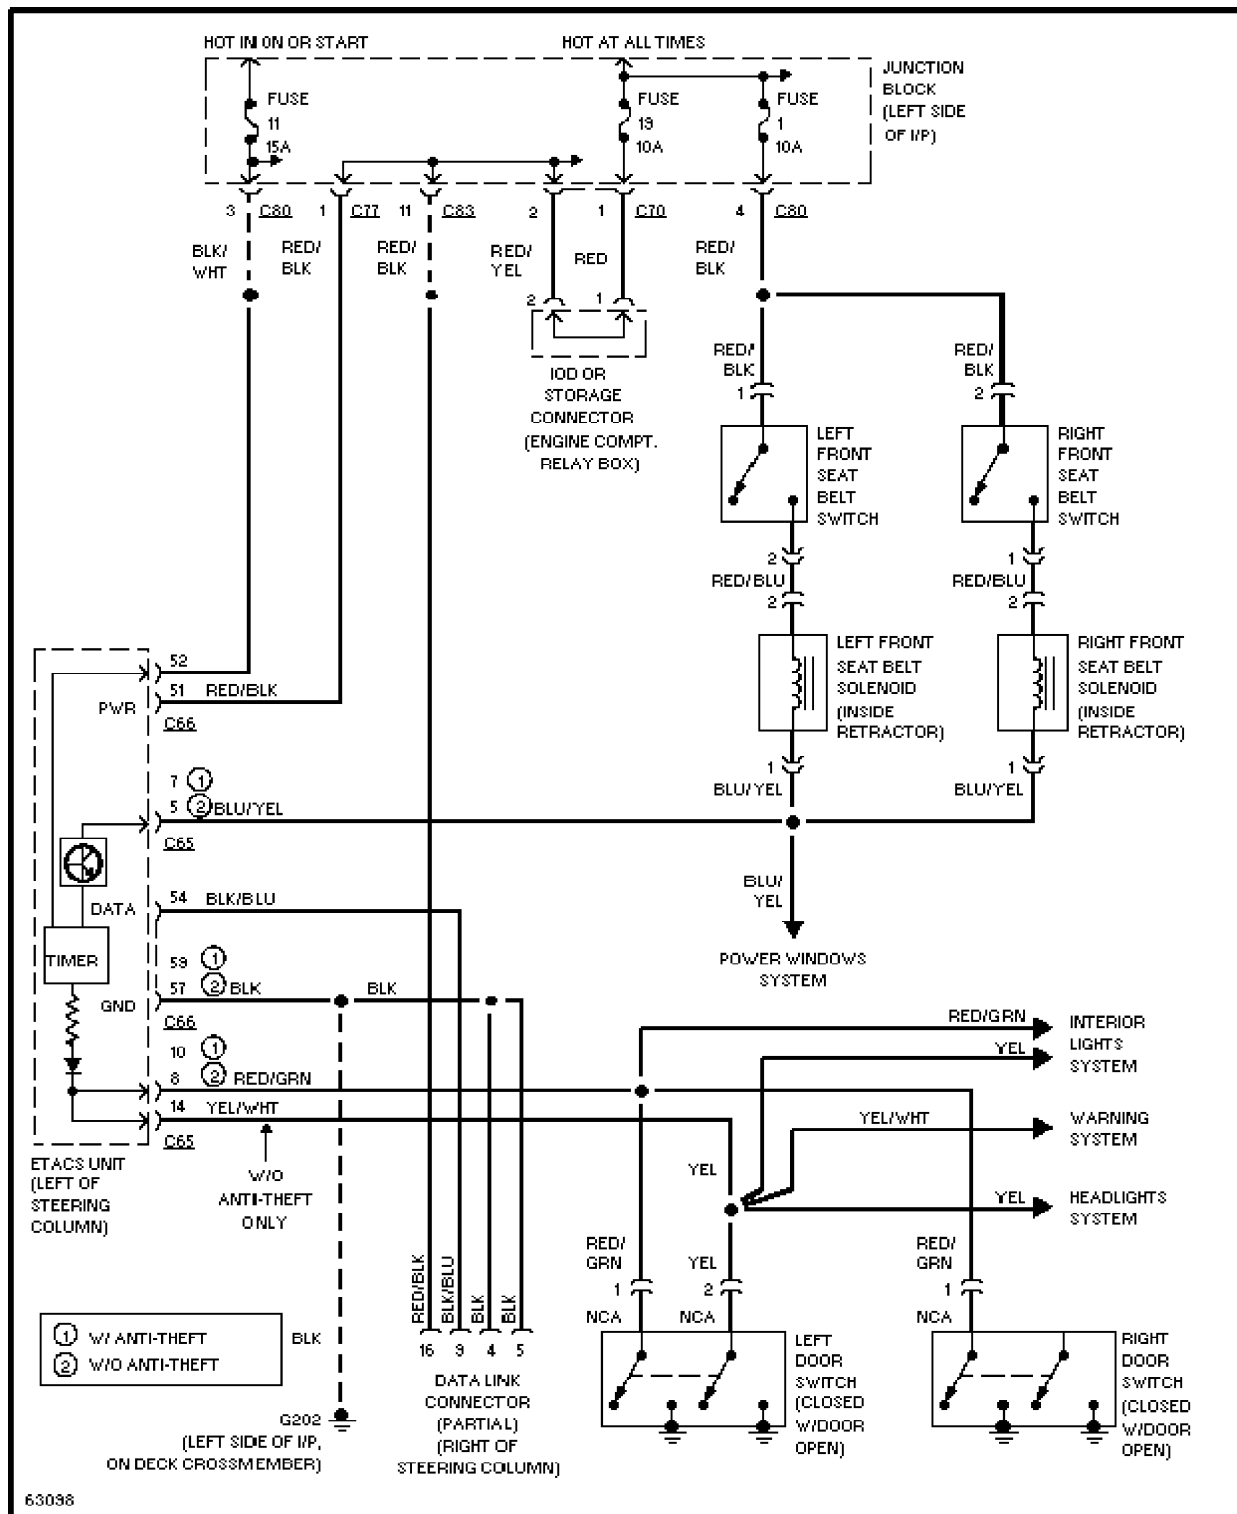 HOT IN ON OR START
HOT AT ALL TIMES
JUNCTION
BLOCK
(LEFT SIDE
OF I/P)
FUSE
11
15A
FUSE
19
10A
FUSE
1
10A
3 C80
1 C77
11 C83
2
1 C70
4 C80
BLK/
WHT
RED/
BLK
RED/
BLK
RED/
YEL
RED
RED/
BLK
2 1
IOD OR
STORAGE
CONNECTOR
(ENGINE COMPT.
RELAY BOX)
RED/
BLK
1
RED/
BLK
2
LEFT
FRONT
SEAT
BELT
SWITCH
RIGHT
FRONT
SEAT
BELT
SWITCH
2
RED/BLU
2
1
RED/BLU
2
LEFT FRONT
SEAT BELT
SOLENOID
(INSIDE
RETRACTOR)
RIGHT FRONT
SEAT BELT
SOLENOID
(INSIDE
RETRACTOR)
1
BLU/YEL
1
BLU/YEL
52
51 RED/BLK
PWR
C66
7 1
5 2 BLU/YEL
C65
BLU/
YEL
POWER WINDOWS
SYSTEM
54 BLK/BLU
DATA
TIMER
59 1
57 2 BLK
BLK
GND
C66
10 1
8 2 RED/GRN
14 YEL/WHT
C65
ETACS UNIT
(LEFT OF
STEERING
COLUMN)
W/O
ANTI-THEFT
ONLY
RED/GRN
YEL
INTERIOR
LIGHTS
SYSTEM
YEL/WHT
WARNING
SYSTEM
YEL
YEL
HEADLIGHTS
SYSTEM
RED/
GRN
1
YEL
2
RED/
GRN
1
NCA
NCA
NCA
LEFT
DOOR
SWITCH
(CLOSED
W/DOOR
OPEN)
RIGHT
DOOR
SWITCH
(CLOSED
W/DOOR
OPEN)
RED/BLK
BLK/BLU
BLK
BLK
16 9 4 5
DATA LINK
CONNECTOR
(PARTIAL)
(RIGHT OF
STEERING COLUMN)
1 W/ ANTI-THEFT
2 W/O ANTI-THEFT
BLK
G202
(LEFT SIDE OF I/P,
ON DECK CROSSMEMBER)
63098